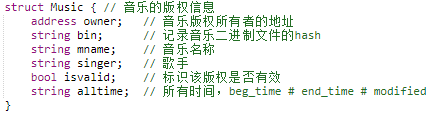 struct Music { // 音乐的版权信息
address owner; // 音乐版权所有者的地址
string bin; // 记录音乐二进制文件的hash
string mname; // 音乐名称
string singer; // 歌手
bool isvalid; // 标识该版权是否有效
string alltime; // 所有时间，beg_time # end_time # modified
}